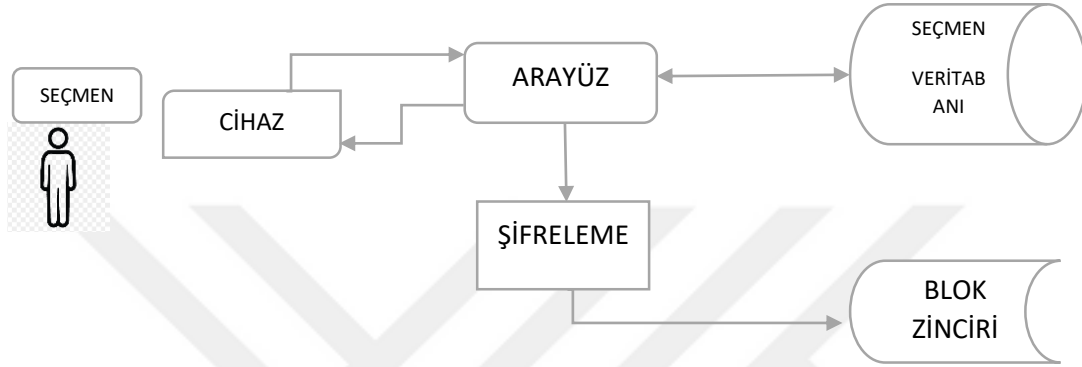 SEÇMEN
CİHAZ
ARAYÜZ
SEÇMEN
VERİTAB
ANI
ŞİFRELEME
BLOK
ZİNCİRİ